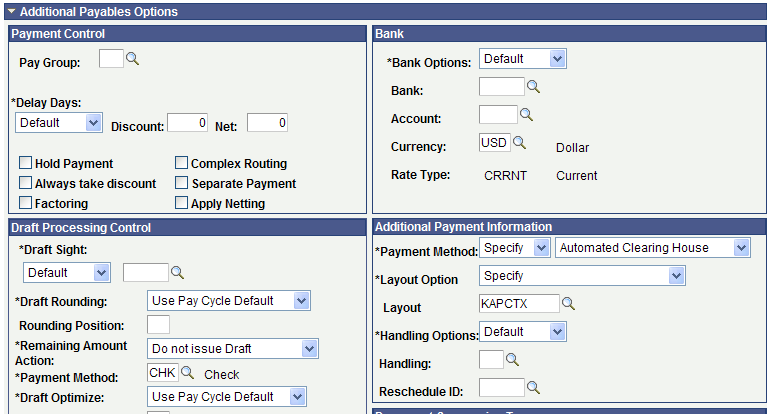 Additional Payables Options
Payment Control
Pay Group:
*Delay Days:
Default Discount: 0 Net: 0
Hold Payment Complex Routing
Always take discount Separate Payment
Factoring Apply Netting
Bank
*Bank Options: Default
Bank:
Account:
Currency: USD Dollar
Rate Type: CRRNT Current
Draft Processing Control
*Draft Sight:
Default
*Draft Rounding: Use Pay Cycle Default
Rounding Position:
*Remaining Amount
Action: Do not issue Draft
*Payment Method: CHK Check
*Draft Optimize: Use Pay Cycle Default
Additional Payment Information
*Payment Method: Specify Automated Clearing House
*Layout Option Specify
Layout KAPCTX
*Handling Options: Default
Handling:
Reschedule ID: